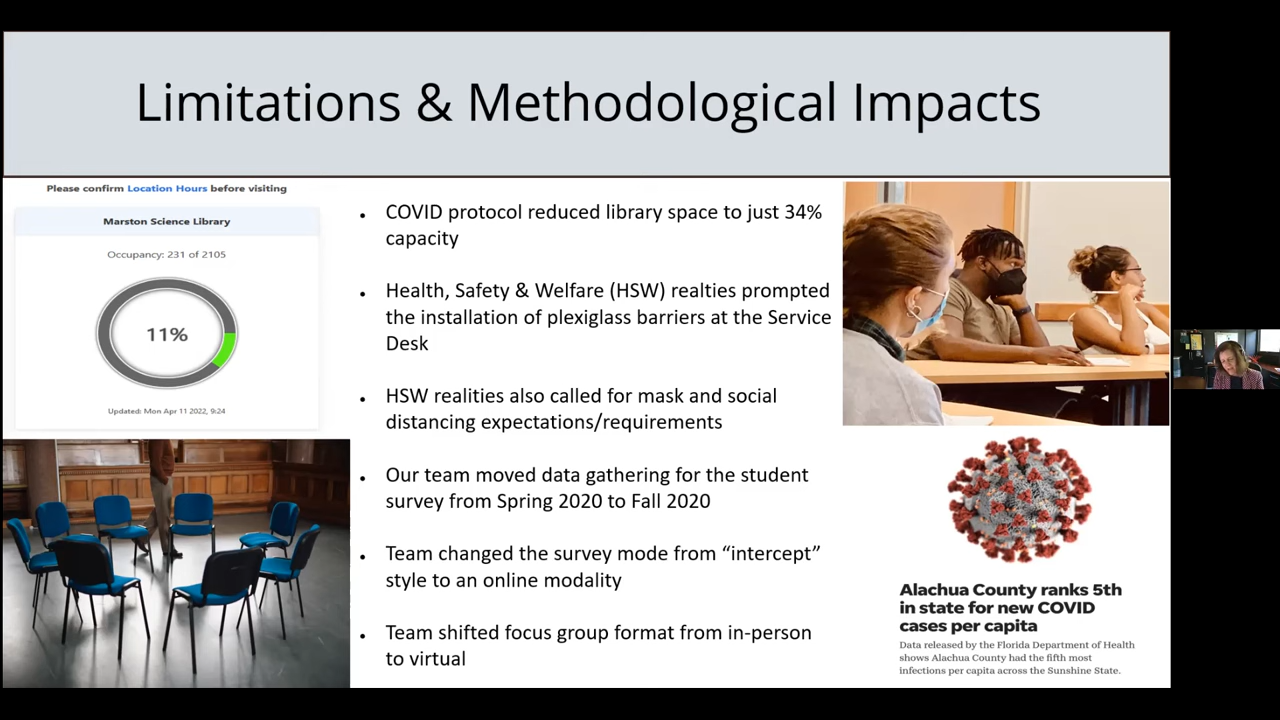 Limitations & Methodological Impacts
Please confirm Location Hours before visiting
Marston Science Library
Occupancy: 231 of 2105
11%
Updated: Mon Apr 11 2022, 9:24
• COVID protocol reduced library space to just 34%
capacity
• Health, Safety & Welfare (HSW) realties prompted
the installation of plexiglass barriers at the Service
Desk
• HSW realities also called for mask and social
distancing expectations/requirements
• Our team moved data gathering for the student
survey from Spring 2020 to Fall 2020
• Team changed the survey mode from “intercept”
style to an online modality
• Team shifted focus group format from in-person
to virtual
Alachua County ranks 5th
in state for new COVID
cases per capita
Data released by the Florida Department of Health
shows Alachua County had the fifth most
infections per capita across the Sunshine State.